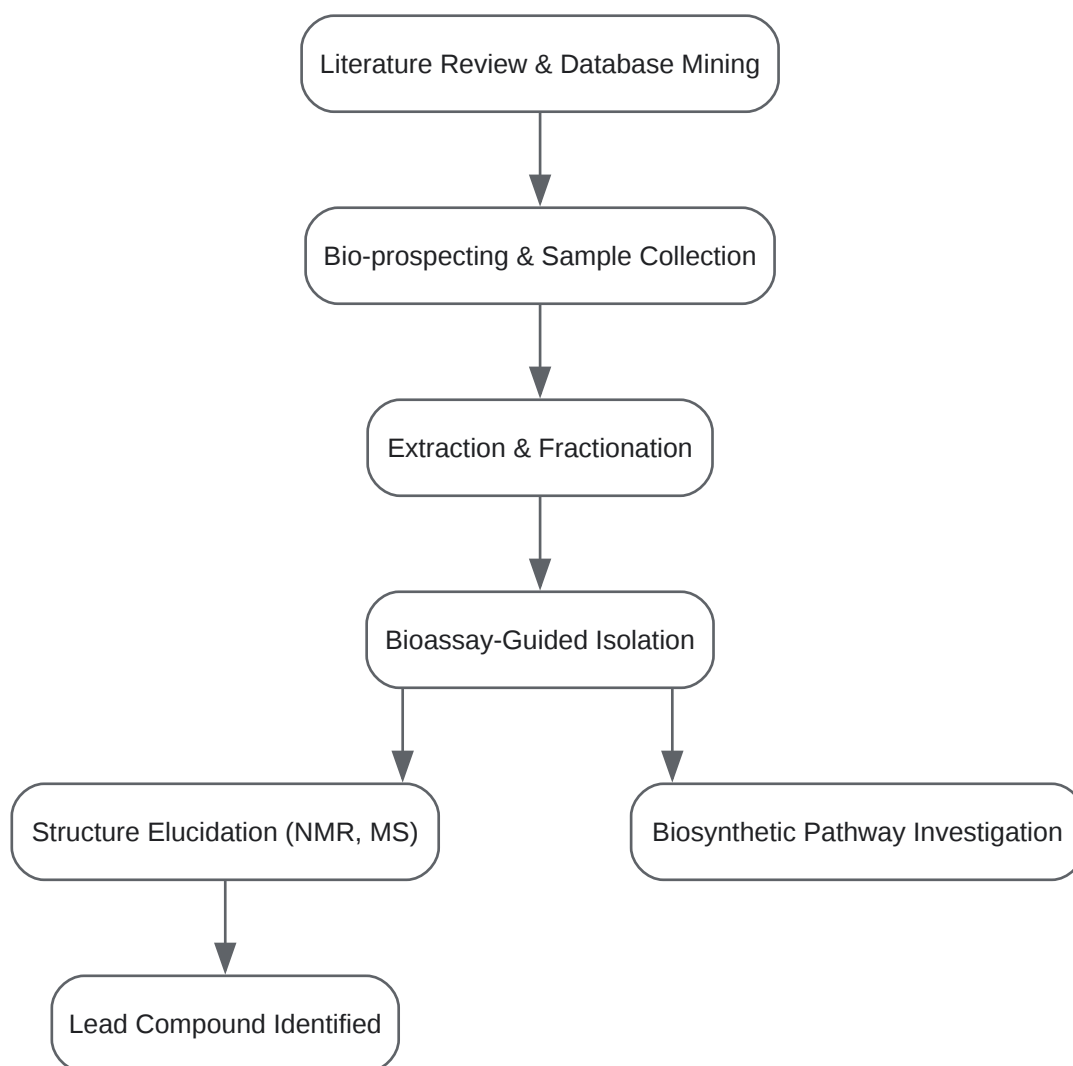 Literature Review & Database Mining
Bio-prospecting & Sample Collection
Extraction & Fractionation
Bioassay-Guided Isolation
Structure Elucidation (NMR, MS)
Biosynthetic Pathway Investigation
Lead Compound Identified